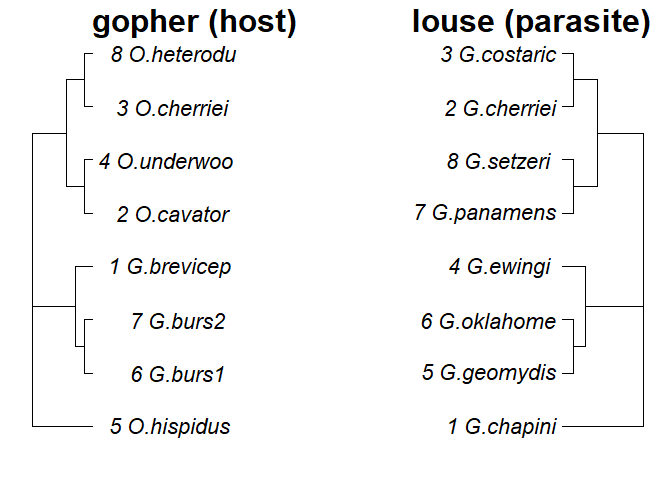 gopher (host) louse (parasite)
8 O.heterodu 3 G.costaric
3 O.cherriei 2 G.cherriei
4 O.underwoo 8 G.setzeri
2 O.cavator 7 G.panamens
1 G.brevicep 4 G.ewingi
7 G.burs2 6 G.oklahome
6 G.burs1 5 G.geomydis
5 O.hispidus 1 G.chapini